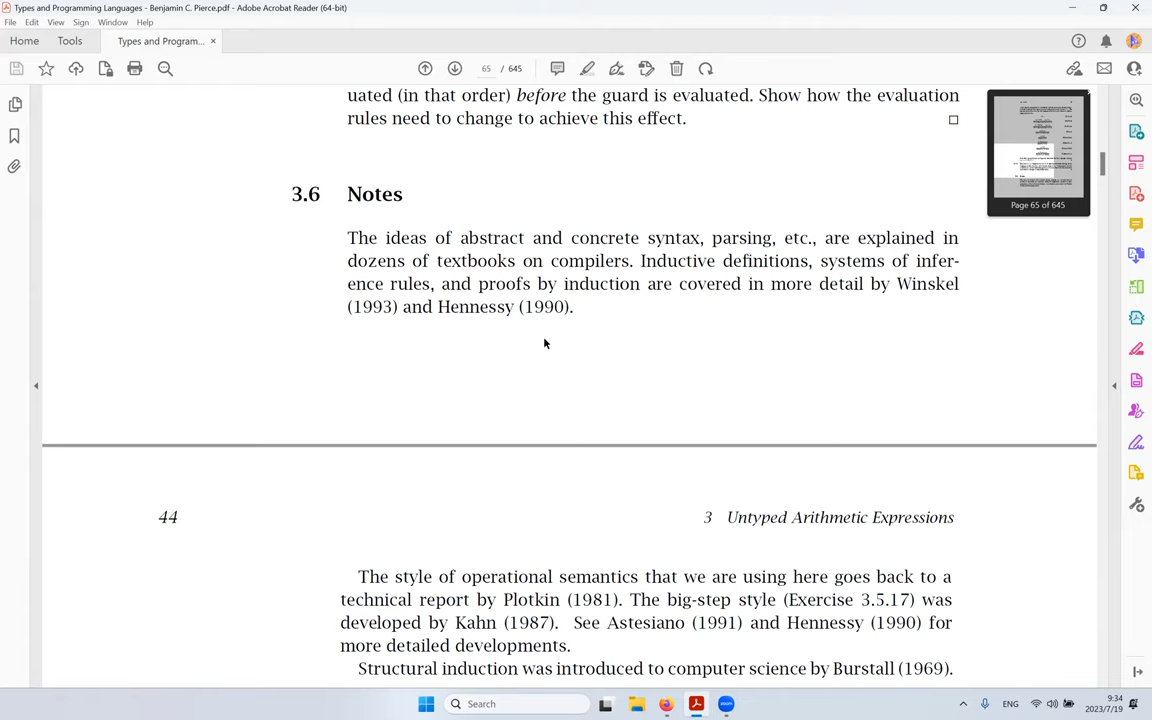 Types and Programming Languages - Benjamin C. Pierce.pdf - Adobe Acrobat Reader (64-bit)
File Edit View Sign Window Help
Home Tools Types and Program... ×
65 / 645
uated (in that order) before the guard is evaluated. Show how the evaluation
rules need to change to achieve this effect. □
3.6 Notes
The ideas of abstract and concrete syntax, parsing, etc., are explained in
dozens of textbooks on compilers. Inductive definitions, systems of infer-
ence rules, and proofs by induction are covered in more detail by Winskel
(1993) and Hennessy (1990).
Page 65 of 645
44 3 Untyped Arithmetic Expressions
The style of operational semantics that we are using here goes back to a
technical report by Plotkin (1981). The big-step style (Exercise 3.5.17) was
developed by Kahn (1987). See Astesiano (1991) and Hennessy (1990) for
more detailed developments.
Structural induction was introduced to computer science by Burstall (1969).
Search
zoom
ENG
9:34
2023/7/19